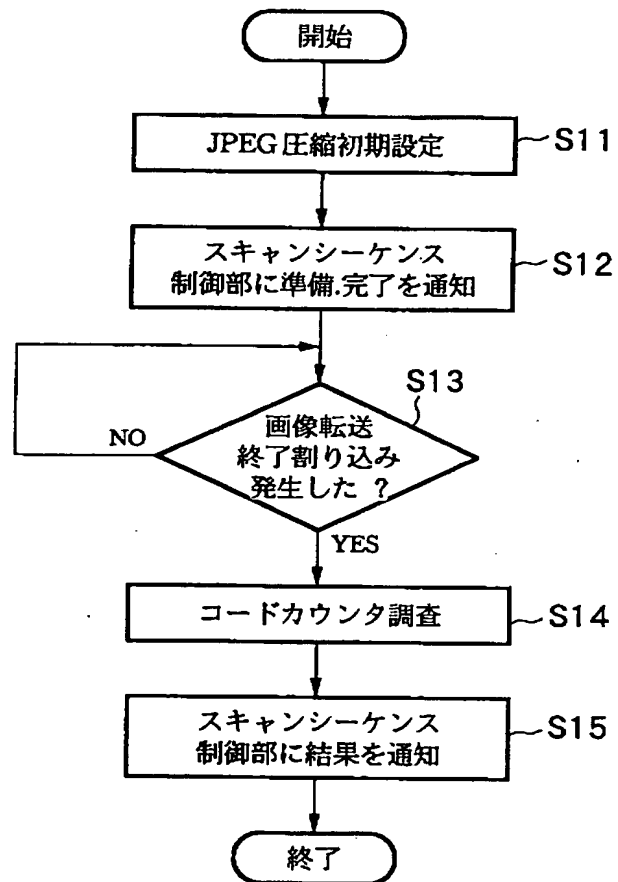 開始
JPEG圧縮初期設定
S11
スキャンシーケンス
制御部に準備.完了を通知
S12
S13
画像転送
終了割り込み
発生した ?
NO
YES
コードカウンタ調査
S14
スキャンシーケンス
制御部に結果を通知
S15
終了